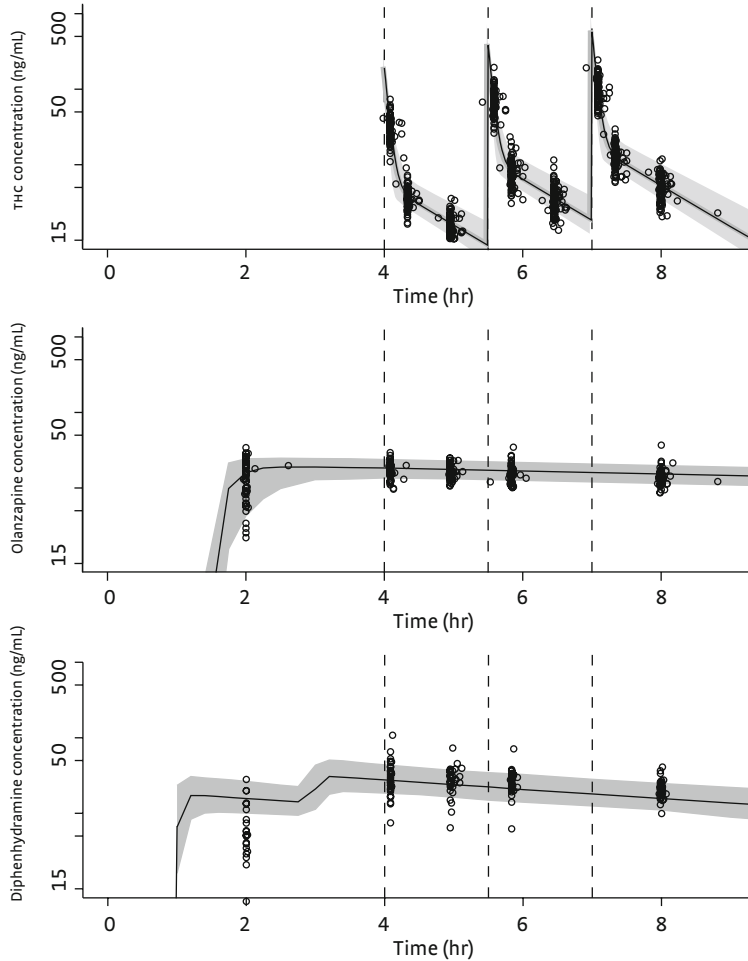 THC concentration (ng/mL)
500
50
15
0 2 4 6 8
Time (hr)
Olanzapine concentration (ng/mL)
500
50
15
0 2 4 6 8
Time (hr)
Diphenhydramine concentration (ng/mL)
500
50
15
0 2 4 6 8
Time (hr)